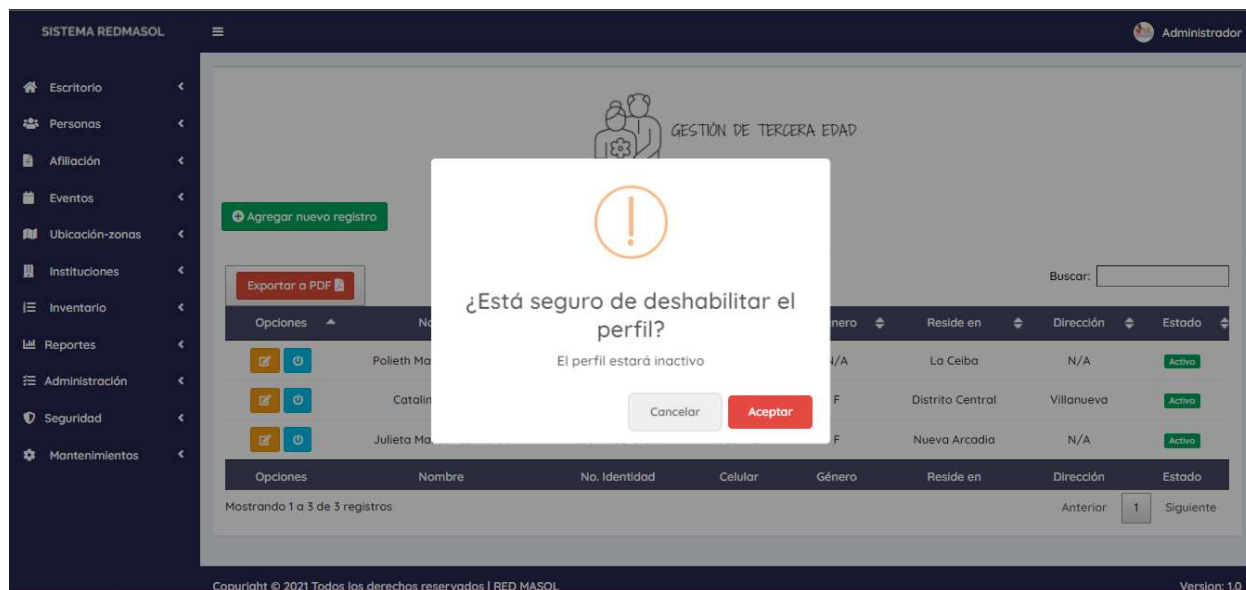 SISTEMA REDMASOL
Administrador
Escritorio
Personas
Afiliación
Eventos
Ubicación-zonas
Instituciones
Inventario
Reportes
Administración
Seguridad
Mantenimientos
GESTIÓN DE TERCERA EDAD
Agregar nuevo registro
Exportar a PDF
Buscar:
¿Está seguro de deshabilitar el
perfil?
El perfil estará inactivo
Cancelar Aceptar
Opciones Reside en Dirección Estado
Polieth La Ceiba N/A Activo
F Distrito Central Villanueva Activo
Julieta F Nueva Arcadia N/A Activo
Opciones Nombre No. Identidad Celular Género Reside en Dirección Estado
Mostrando 1 a 3 de 3 registros
Anterior 1 Siguiente
Copyright © 2021 Todos los derechos reservados | RED MASOL
Version: 1.0